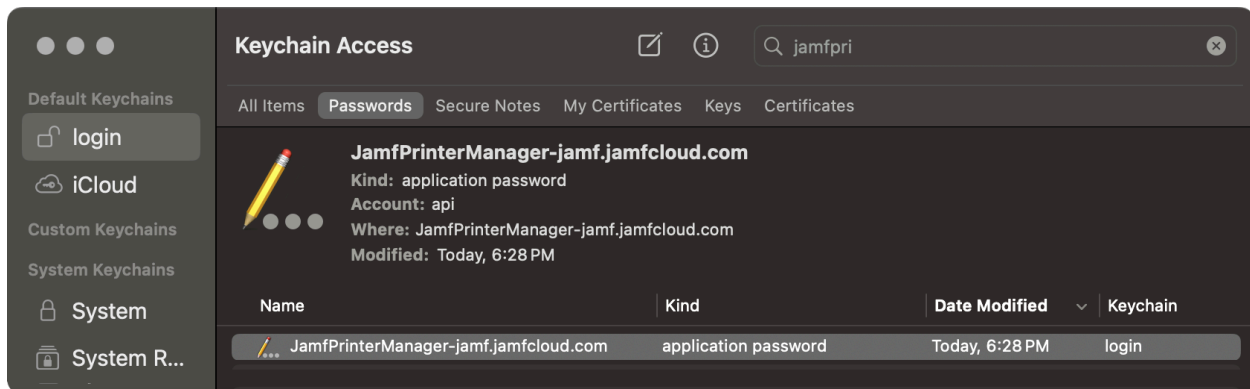 Keychain Access
jamfpri
Default Keychains
login
iCloud
Custom Keychains
System Keychains
System
System R...
All Items Passwords Secure Notes My Certificates Keys Certificates
JamfPrinterManager-jamf.jamfcloud.com
Kind: application password
Account: api
Where: JamfPrinterManager-jamf.jamfcloud.com
Modified: Today, 6:28 PM
Name Kind Date Modified Keychain
JamfPrinterManager-jamf.jamfcloud.com application password Today, 6:28 PM login